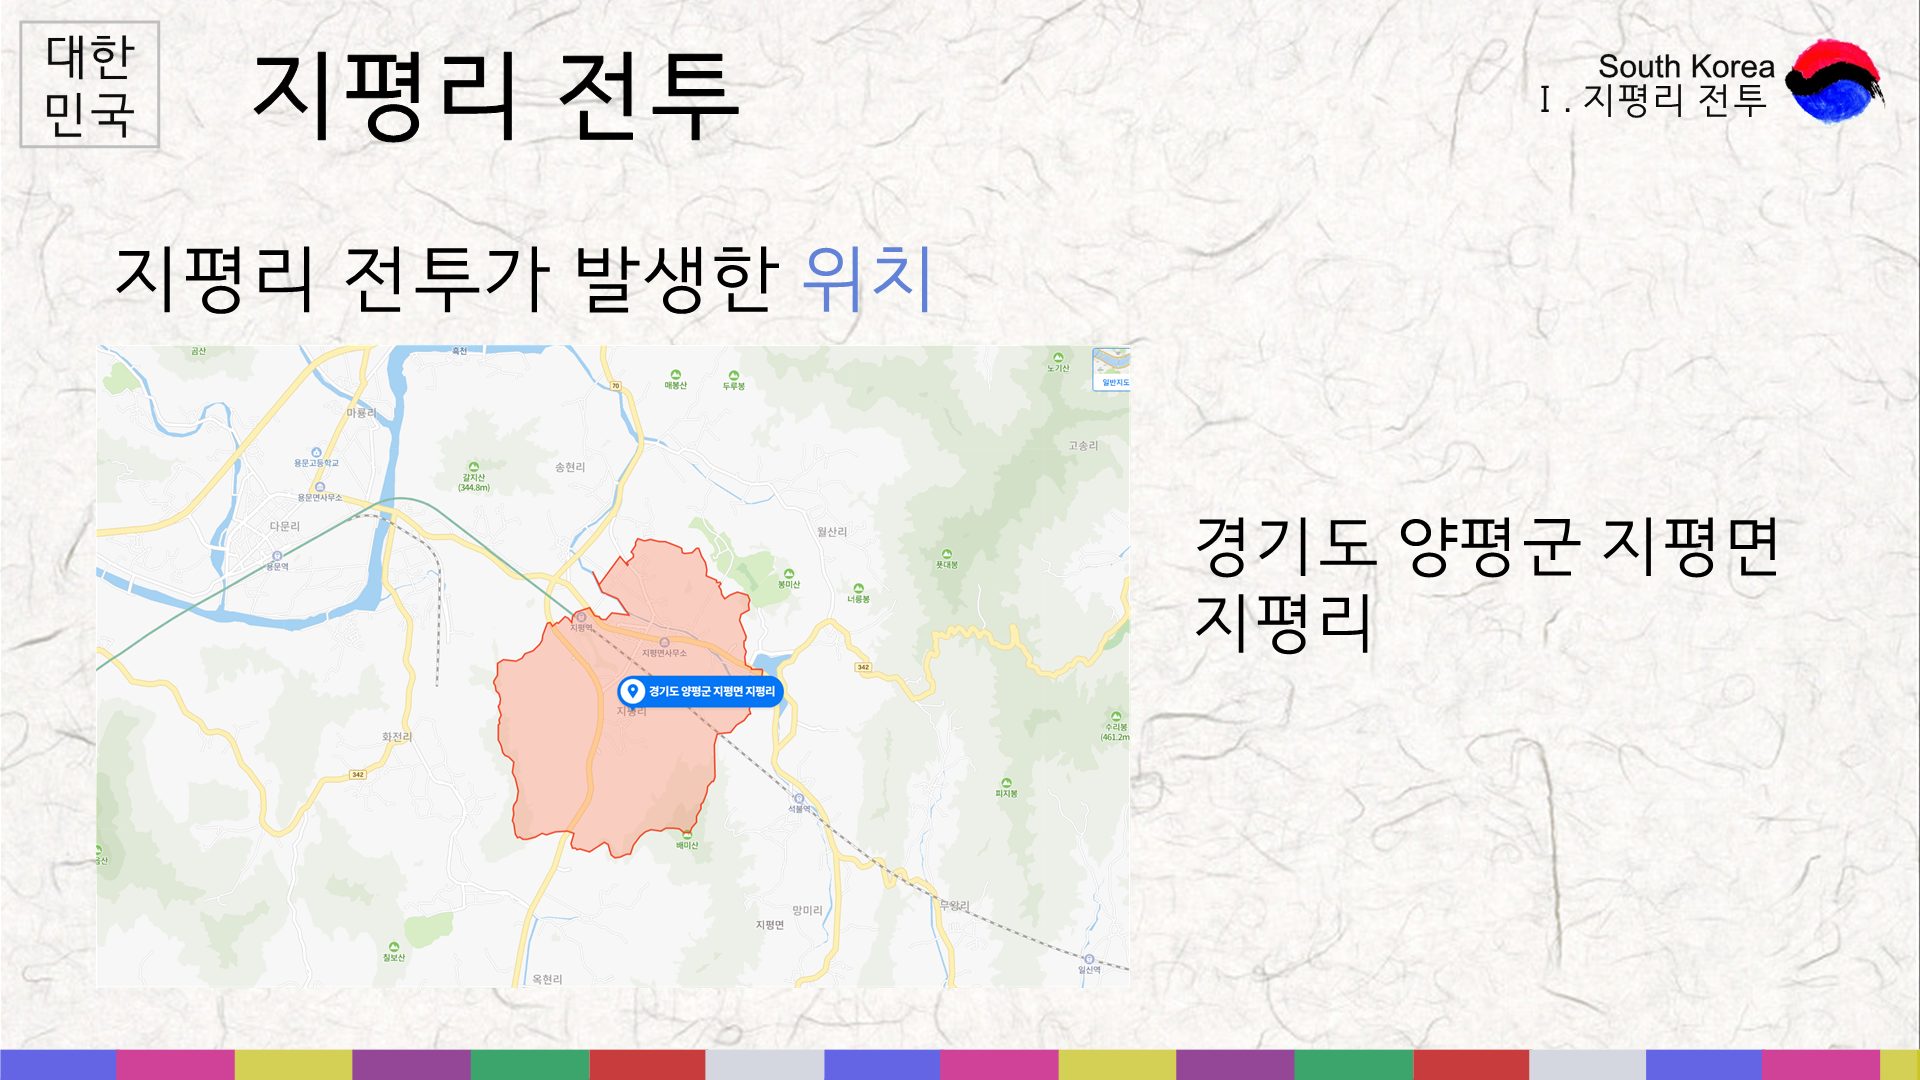 대한
민국
지평리 전투
South Korea
Ⅰ. 지평리 전투
지평리 전투가 발생한 위치
곰산
흑천
70
매봉산
두루봉
노기산
일반지도
마룡리
고송리
용문고등학교
갈지산
(344.8m)
송현리
용문면사무소
다문리
월산리
용문역
봉미산
풋대봉
너릉봉
지평역
지평면사무소
342
경기도 양평군 지평면 지평리
지평리
수리봉
(461.2m
화전리
342
피지봉
석불역
배미산
망미리
무왕리
지평면
칠보산
일신역
옥현리
경기도 양평군 지평면
지평리